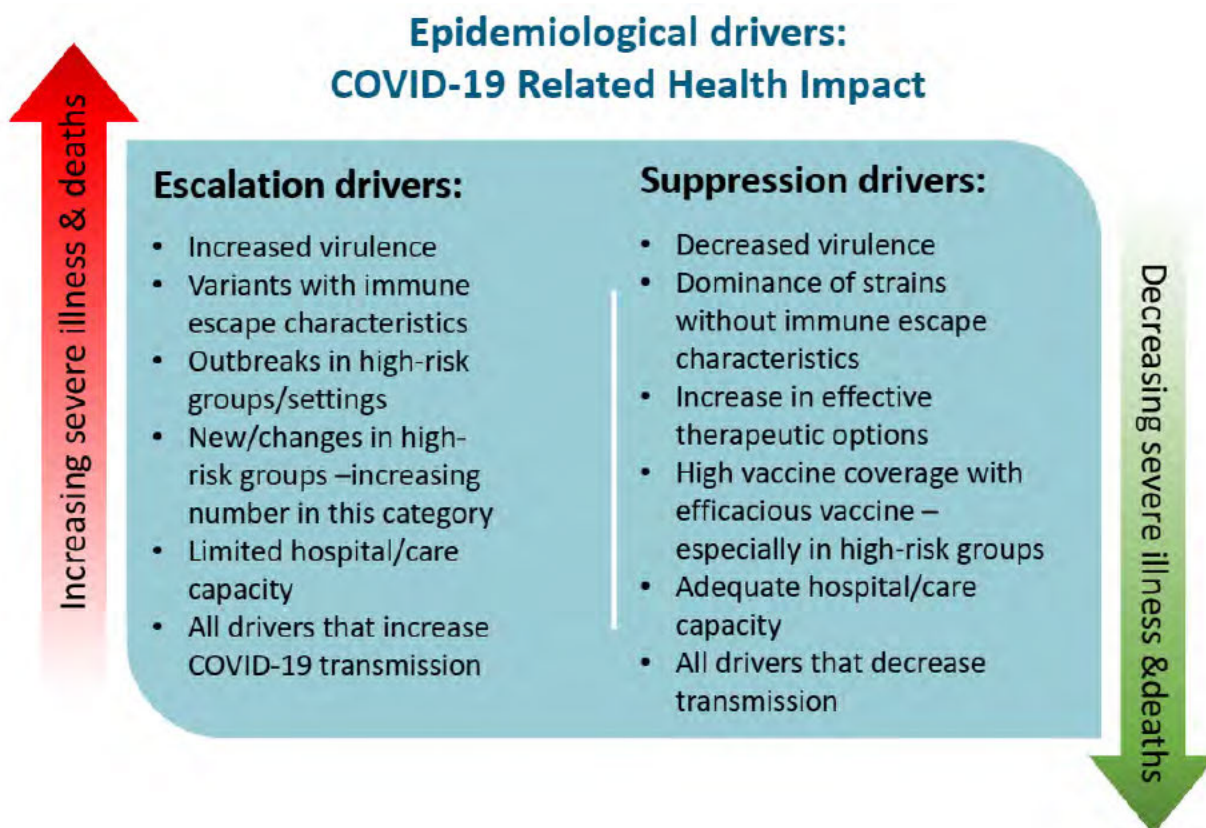 Epidemiological drivers:
COVID-19 Related Health Impact
Increasing severe illness & deaths
Escalation drivers:
• Increased virulence
• Variants with immune
escape characteristics
• Outbreaks in high-risk
groups/settings
• New/changes in high-
risk groups –increasing
number in this category
• Limited hospital/care
capacity
• All drivers that increase
COVID-19 transmission
Suppression drivers:
• Decreased virulence
• Dominance of strains
without immune escape
characteristics
• Increase in effective
therapeutic options
• High vaccine coverage with
efficacious vaccine –
especially in high-risk groups
• Adequate hospital/care
capacity
• All drivers that decrease
transmission
Decreasing severe illness &deaths